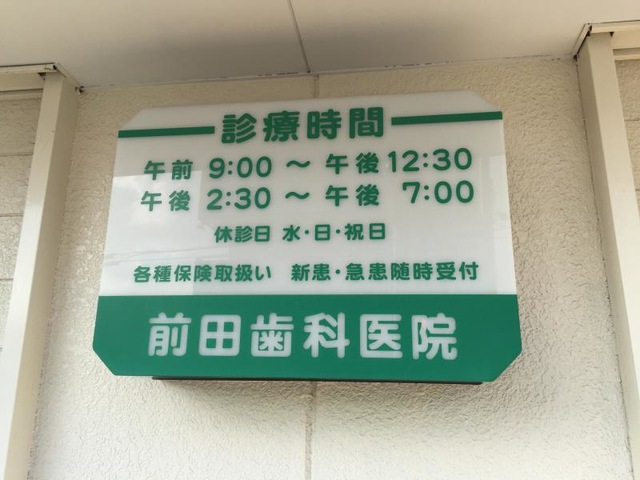 診療時間
午前 9:00 ～ 午後 12:30
午後 2:30 ～ 午後 7:00
休診日 水・日・祝日
各種保険取扱い 新患・急患随時受付
前田歯科医院